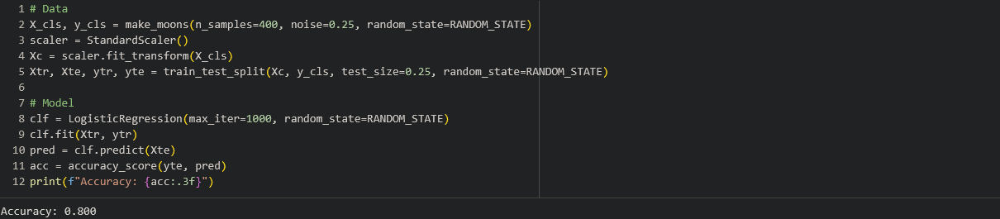 1 # Data
2 X_cls, y_cls = make_moons(n_samples=400, noise=0.25, random_state=RANDOM_STATE)
3 scaler = StandardScaler()
4 Xc = scaler.fit_transform(X_cls)
5 Xtr, Xte, ytr, yte = train_test_split(Xc, y_cls, test_size=0.25, random_state=RANDOM_STATE)
6
7 # Model
8 clf = LogisticRegression(max_iter=1000, random_state=RANDOM_STATE)
9 clf.fit(Xtr, ytr)
10 pred = clf.predict(Xte)
11 acc = accuracy_score(yte, pred)
12 print(f"Accuracy: {acc:.3f}")
Accuracy: 0.800